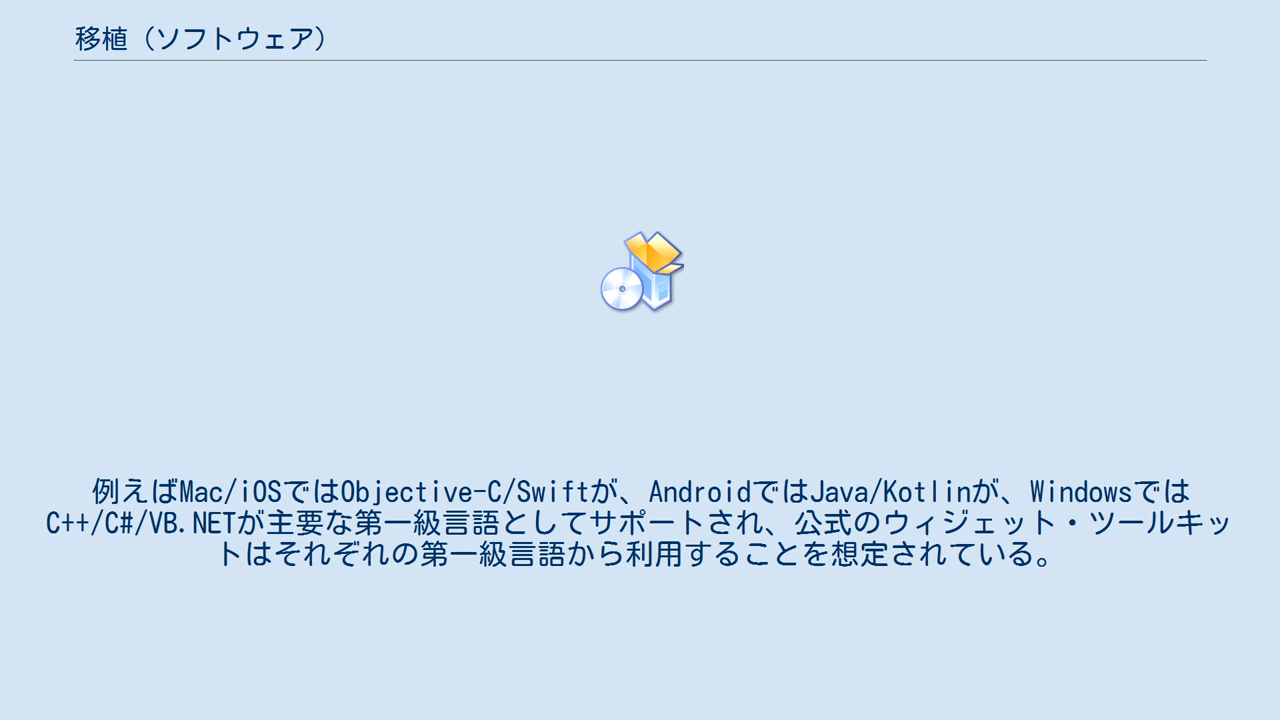 移植（ソフトウェア）
例えばMac/iOSではObjective-C/Swiftが、AndroidではJava/Kotlinが、Windowsでは
C++/C#/VB.NETが主要な第一級言語としてサポートされ、公式のウィジェット・ツールキッ
トはそれぞれの第一級言語から利用することを想定されている。